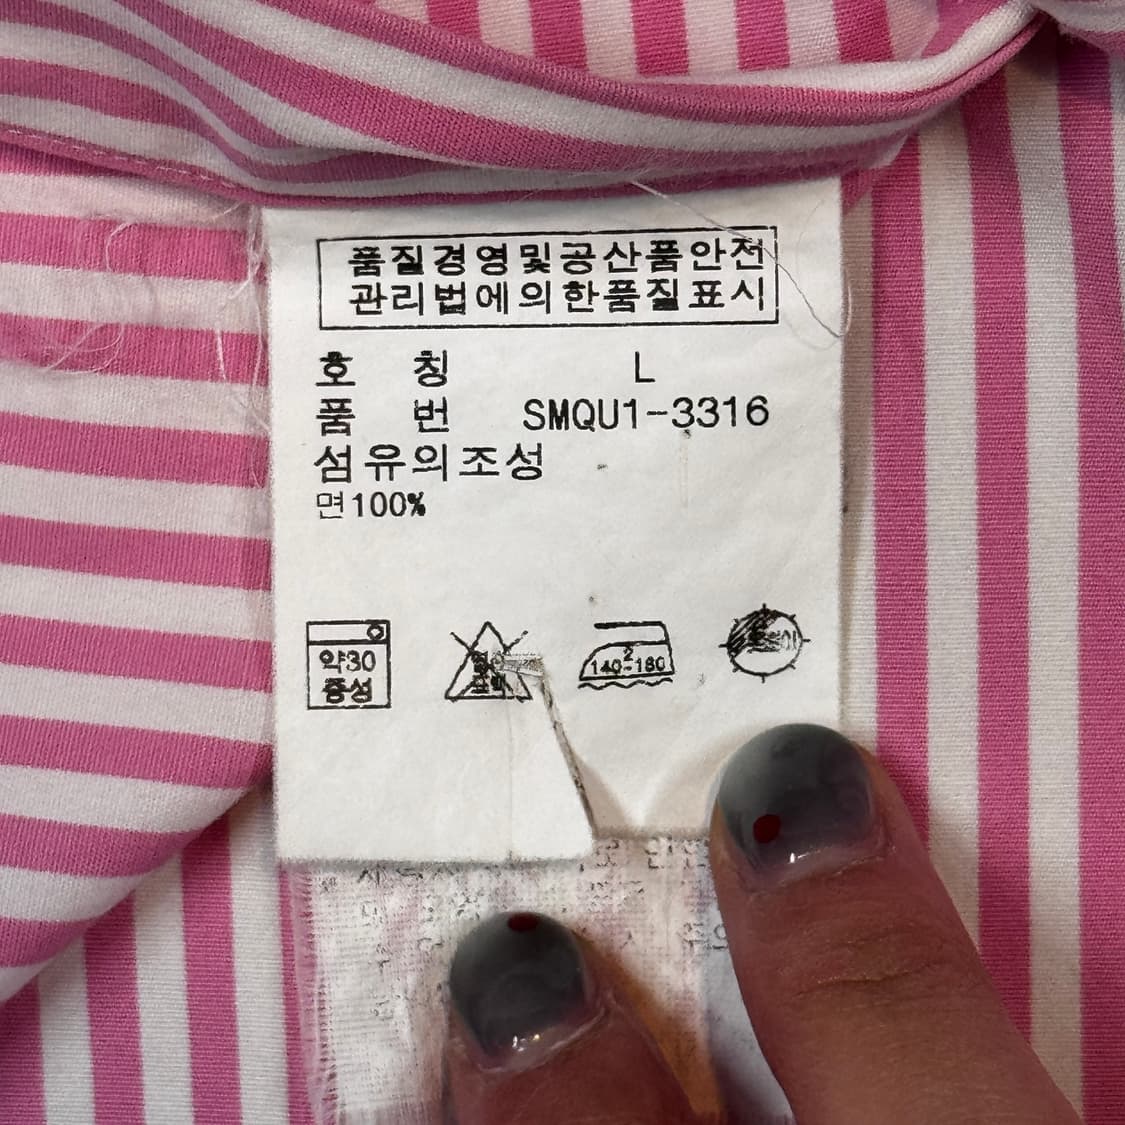 품질경영및공산품안전
관리법에의한품질표시
호 칭 L
품 번 SMQU1-3316
섬유의조성
면100%
약30
중성
2
140-160